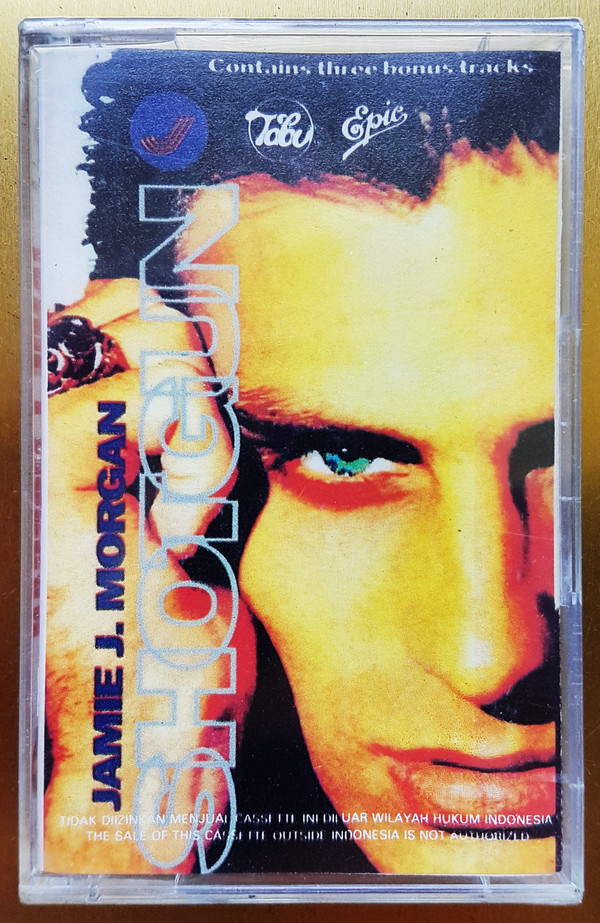 Contains three bonus tracks
Tabu
Epic
JAMIE J. MORGAN
SHOTGUN
TIDAK DIIZINKAN MENJUAL CASSETTE INI DILUAR WILAYAH HUKUM INDONESIA
THE SALE OF THIS CASSETTE OUTSIDE INDONESIA IS NOT AUTHORIZED